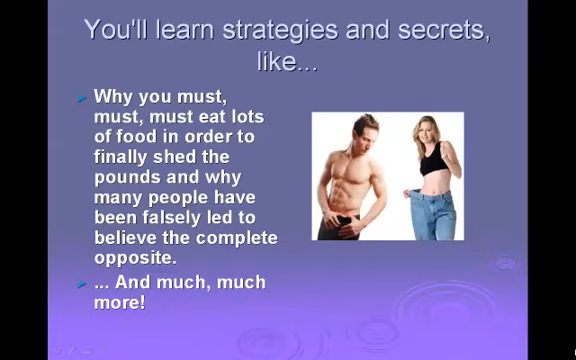 You'll learn strategies and secrets,
like...
Why you must,
must, must eat lots
of food in order to
finally shed the
pounds and why
many people have
been falsely led to
believe the complete
opposite.
... And much, much
more!